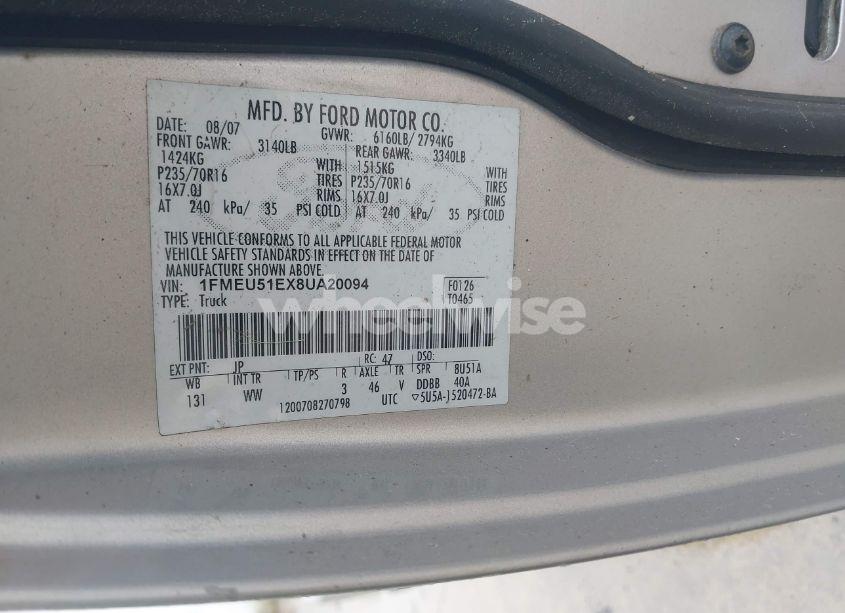 MFD. BY FORD MOTOR CO.
DATE: 08/07 GVWR: 6160LB/ 2794KG
FRONT GAWR: 3140LB REAR GAWR: 3340LB
1424KG WITH 1515KG WITH
P235/70R16 TIRES P235/70R16 TIRES
16X7.0J RIMS 16X7.0J RIMS
AT 240 kPa/ 35 PSI COLD AT 240 kPa/ 35 PSI COLD
THIS VEHICLE CONFORMS TO ALL APPLICABLE FEDERAL MOTOR
VEHICLE SAFETY STANDARDS IN EFFECT ON THE DATE OF
MANUFACTURE SHOWN ABOVE.
VIN: 1FMEU51EX8UA20094 F0126
TYPE: Truck T0465
wheelwise
EXT PNT: JP RC: 47 DSO:
WB INT TR TP/PS R AXLE TR SPR BU51A
131 WW 3 46 V DDBB 40A
1200708270798 UTC ▽5U5A-J520472-BA